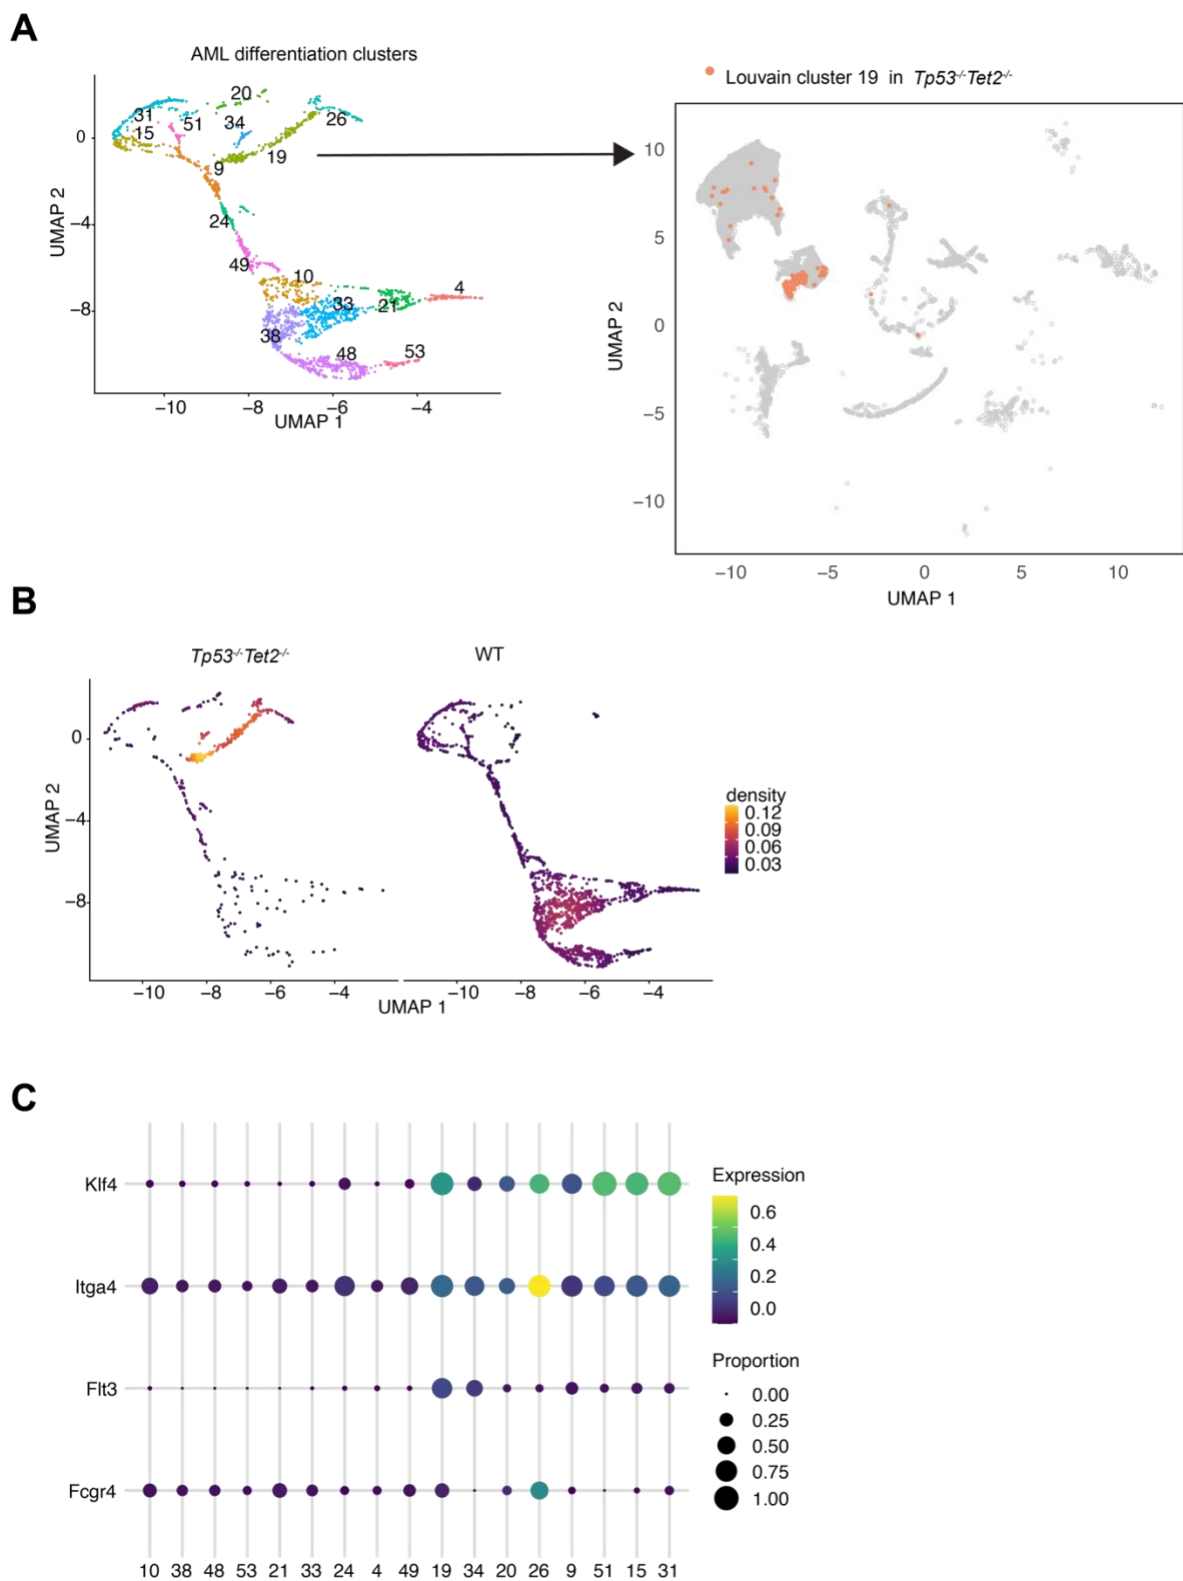 A
AML differentiation clusters
Louvain cluster 19 in Tp53-/-Tet2-/-
20
31
51
34
26
15
19
9
24
49
10
4
33
21
38
48
53
0
−4
−8
UMAP 2
−10
−8
−6
−4
UMAP 1
10
5
0
−5
−10
UMAP 2
−10
−5
0
5
10
UMAP 1
B
Tp53-/-Tet2-/-
WT
0
−4
−8
UMAP 2
−10
−8
−6
−4
−10
−8
−6
−4
UMAP 1
density
0.12
0.09
0.06
0.03
C
Klf4
Itga4
Flt3
Fcgr4
10 38 48 53 21 33 24 4 49 19 34 20 26 9 51 15 31
Expression
0.6
0.4
0.2
0.0
Proportion
0.00
0.25
0.50
0.75
1.00